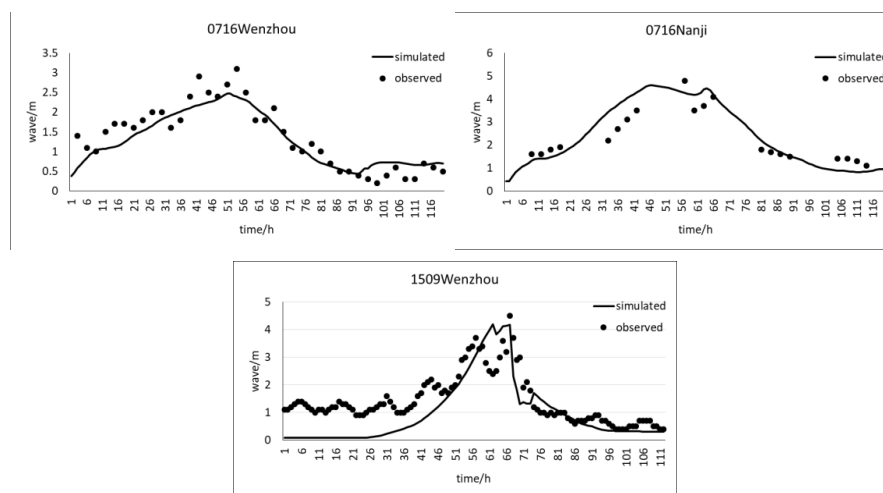 0716Wenzhou
3.5
3
2.5
2
1.5
1
0.5
0
wave/m
simulated
observed
1 6 11 16 21 26 31 36 41 46 51 56 61 66 71 76 81 86 91 96 101 106 111 116
time/h
0716Nanji
6
5
4
3
2
1
0
wave/m
simulated
observed
1 6 11 16 21 26 31 36 41 46 51 56 61 66 71 76 81 86 91 96 101 106 111 116
time/h
1509Wenzhou
5
4
3
2
1
0
wave/m
simulated
observed
1 6 11 16 21 26 31 36 41 46 51 56 61 66 71 76 81 86 91 96 101 106 111
time/h